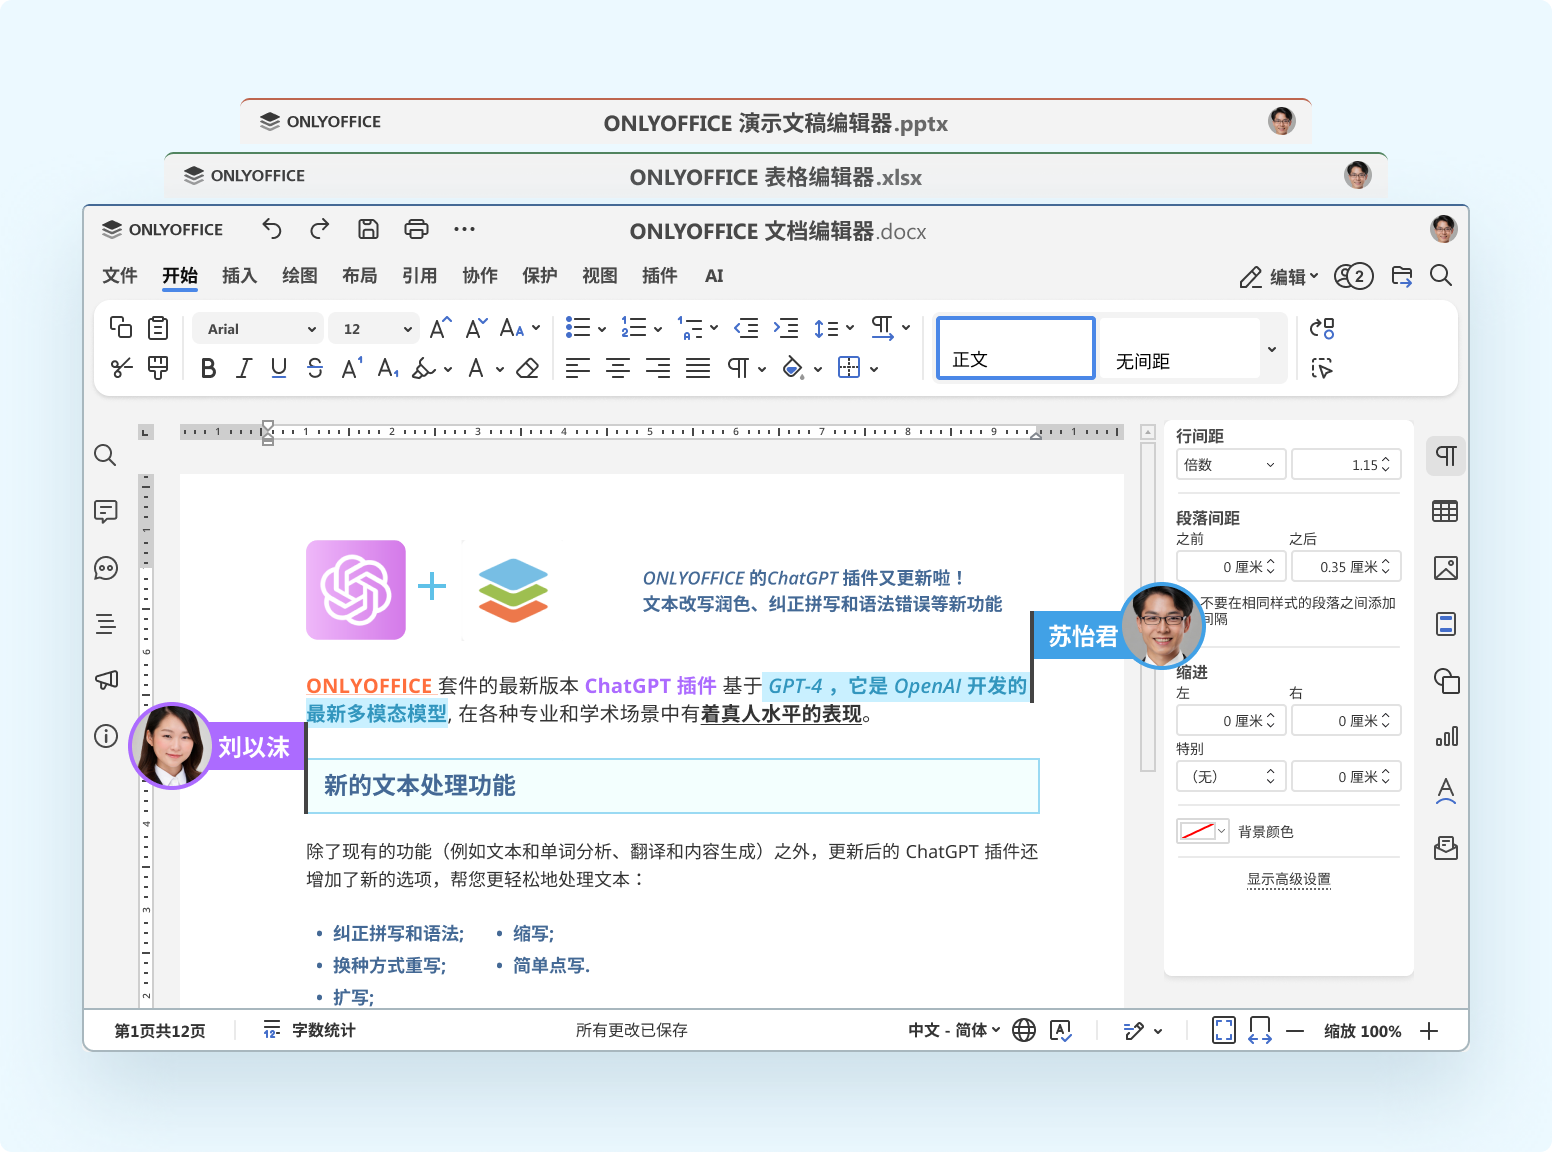 ONLYOFFICE ONLYOFFICE 演示文稿编辑器.pptx
ONLYOFFICE ONLYOFFICE 表格编辑器.xlsx
ONLYOFFICE ONLYOFFICE 文档编辑器.docx
文件 开始 插入 绘图 布局 引用 协作 保护 视图 插件 AI 编辑 2
Arial 12
正文 无间距
1 1 2 3 4 5 6 7 8 9 1
行间距
倍数 1.15
段落间距
之前 之后
0 厘米 0.35 厘米
不要在相同样式的段落之间添加
间隔
缩进
左 右
0 厘米 0 厘米
特别
（无） 0 厘米
背景颜色
显示高级设置
1
6
4
3
2
ONLYOFFICE 的ChatGPT 插件又更新啦！
文本改写润色、纠正拼写和语法错误等新功能
苏怡君
ONLYOFFICE 套件的最新版本 ChatGPT 插件 基于 GPT-4 ，它是 OpenAI 开发的
最新多模态模型, 在各种专业和学术场景中有着真人水平的表现。
刘以沫
新的文本处理功能
除了现有的功能（例如文本和单词分析、翻译和内容生成）之外，更新后的 ChatGPT 插件还
增加了新的选项，帮您更轻松地处理文本：
• 纠正拼写和语法; • 缩写;
• 换种方式重写; • 简单点写.
• 扩写;
第1页共12页 字数统计 所有更改已保存 中文 - 简体 缩放 100%